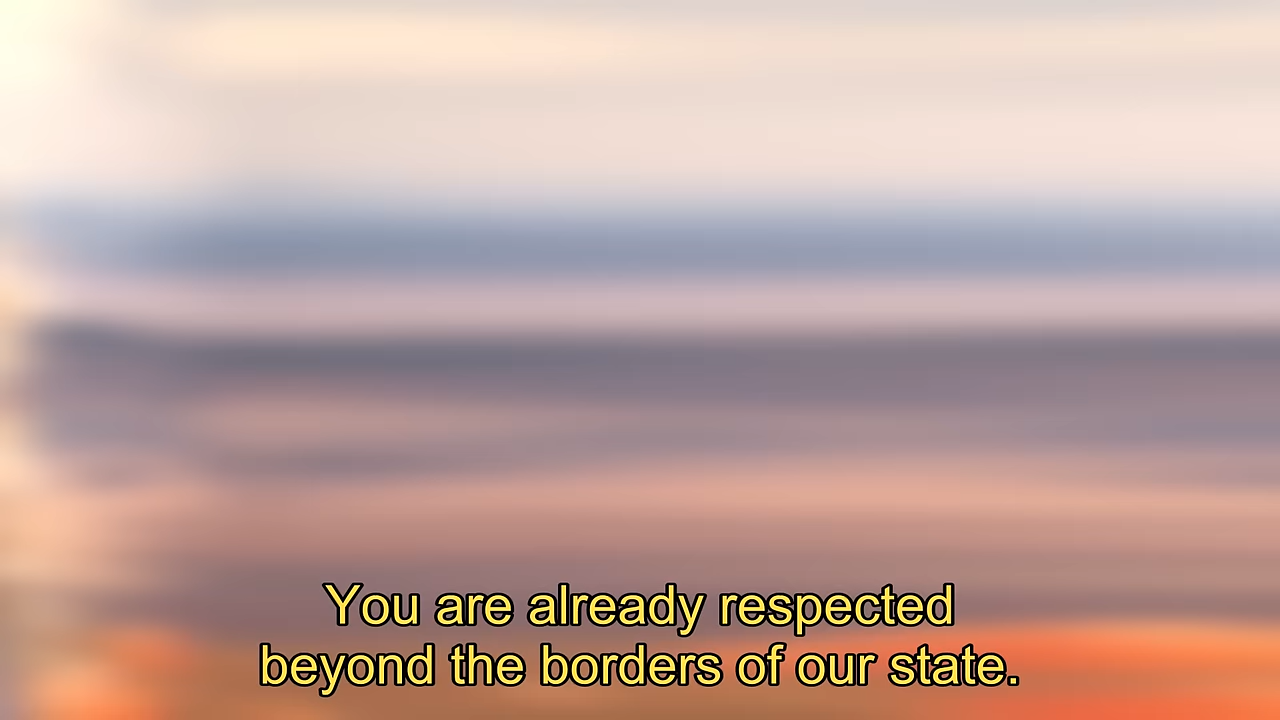 You are already respected
beyond the borders of our state.